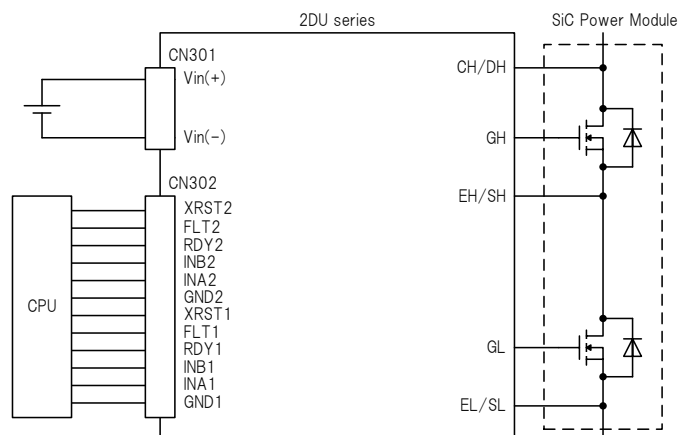 2DU series
SiC Power Module
CN301
Vin(+)
Vin(-)
CN302
XRST2
FLT2
RDY2
INB2
INA2
GND2
XRST1
FLT1
RDY1
INB1
INA1
GND1
CPU
CH/DH
GH
EH/SH
GL
EL/SL